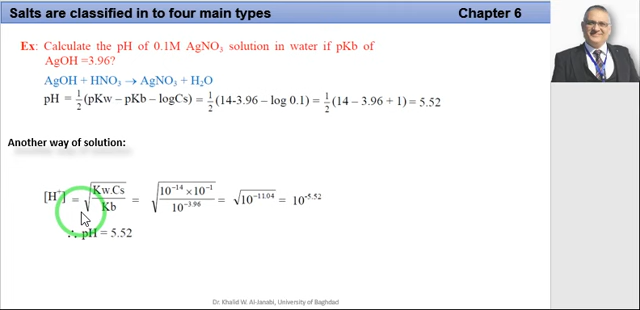 Salts are classified in to four main types
Chapter 6
Ex: Calculate the pH of 0.1M AgNO₃ solution in water if pKb of
AgOH =3.96?
AgOH + HNO₃ → AgNO₃ + H₂O
pH = ½(pKw – pKb – logCs) = ½(14-3.96 – log 0.1) = ½(14 – 3.96 + 1) = 5.52
Another way of solution:
[H⁺] = √(Kw.Cs / Kb) = √(10⁻¹⁴ × 10⁻¹ / 10⁻³·⁹⁶) = √10⁻¹¹·⁰⁴ = 10⁻⁵·⁵²
∴ pH = 5.52
Dr. Khalid W. Al-Janabi, University of Baghdad